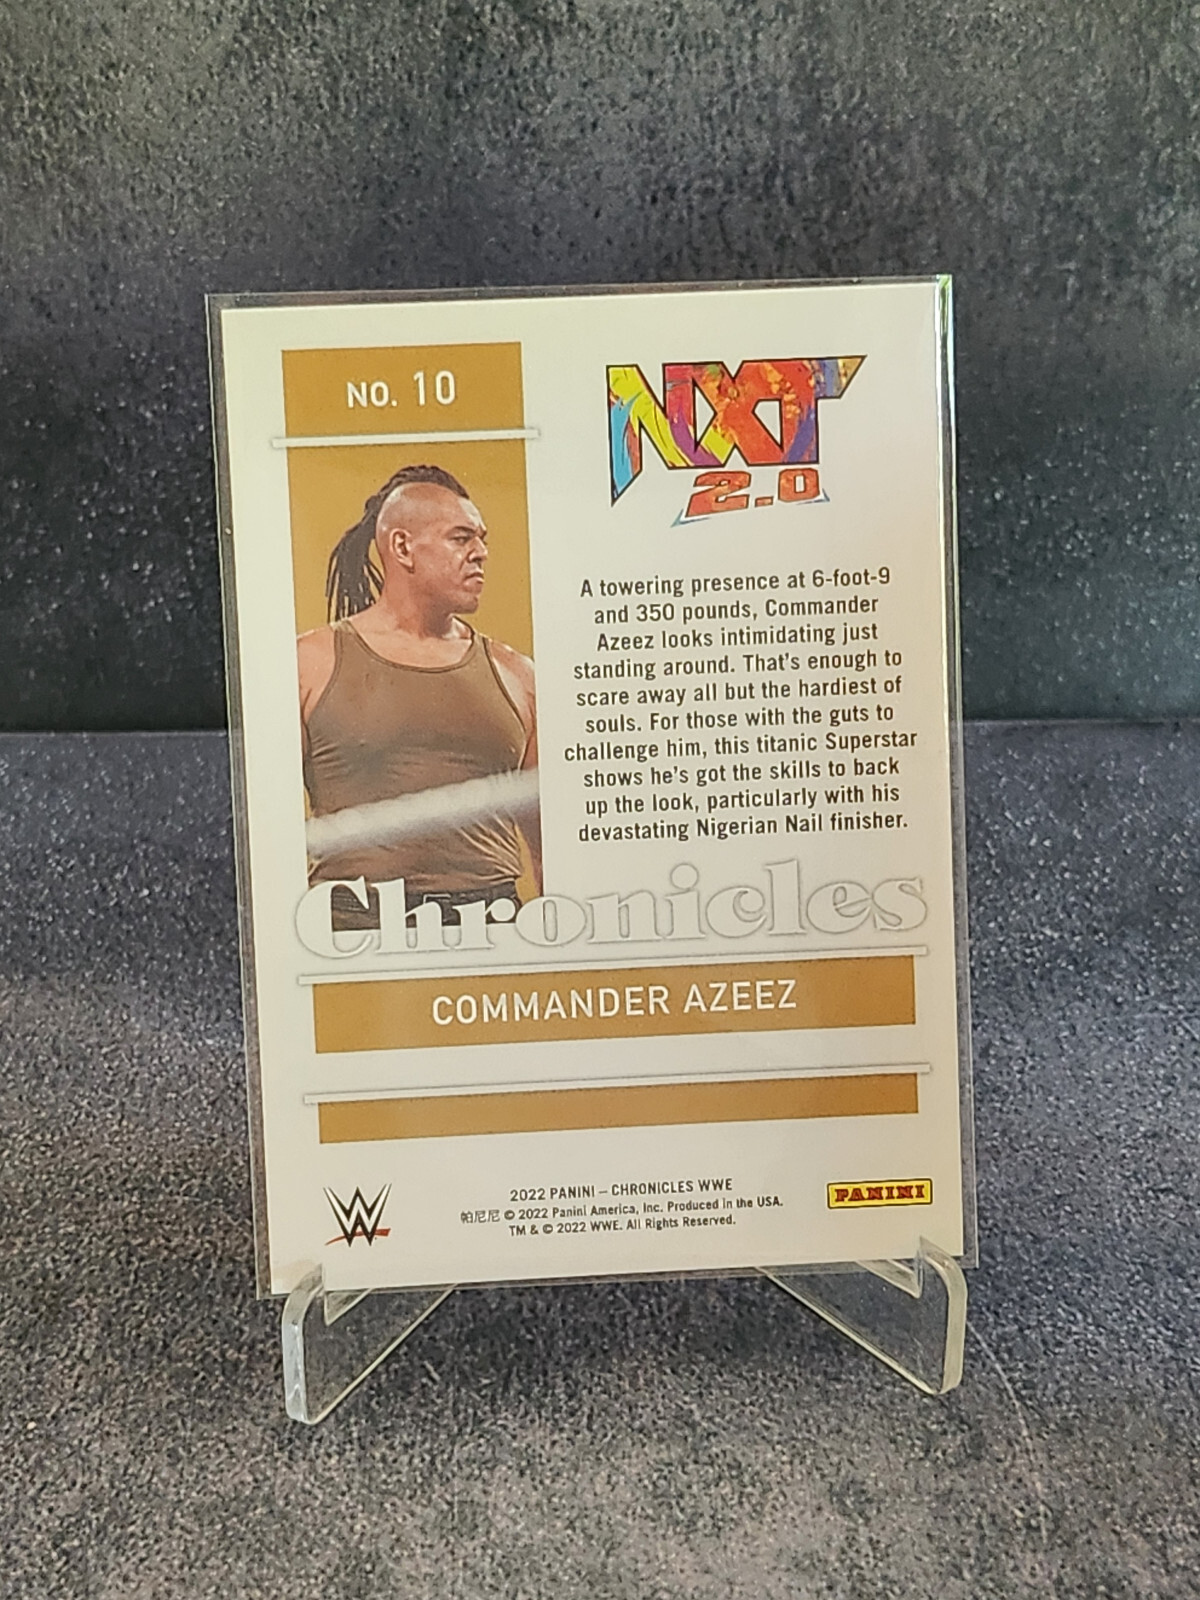 NO. 10
NXT
2.0
A towering presence at 6-foot-9
and 350 pounds, Commander
Azeez looks intimidating just
standing around. That's enough to
scare away all but the hardiest of
souls. For those with the guts to
challenge him, this titanic Superstar
shows he's got the skills to back
up the look, particularly with his
devastating Nigerian Nail finisher.
Chronicles
COMMANDER AZEEZ
W
2022 PANINI – CHRONICLES WWE
帕尼尼 © 2022 Panini America, Inc. Produced in the USA.
TM & © 2022 WWE. All Rights Reserved.
PANINI